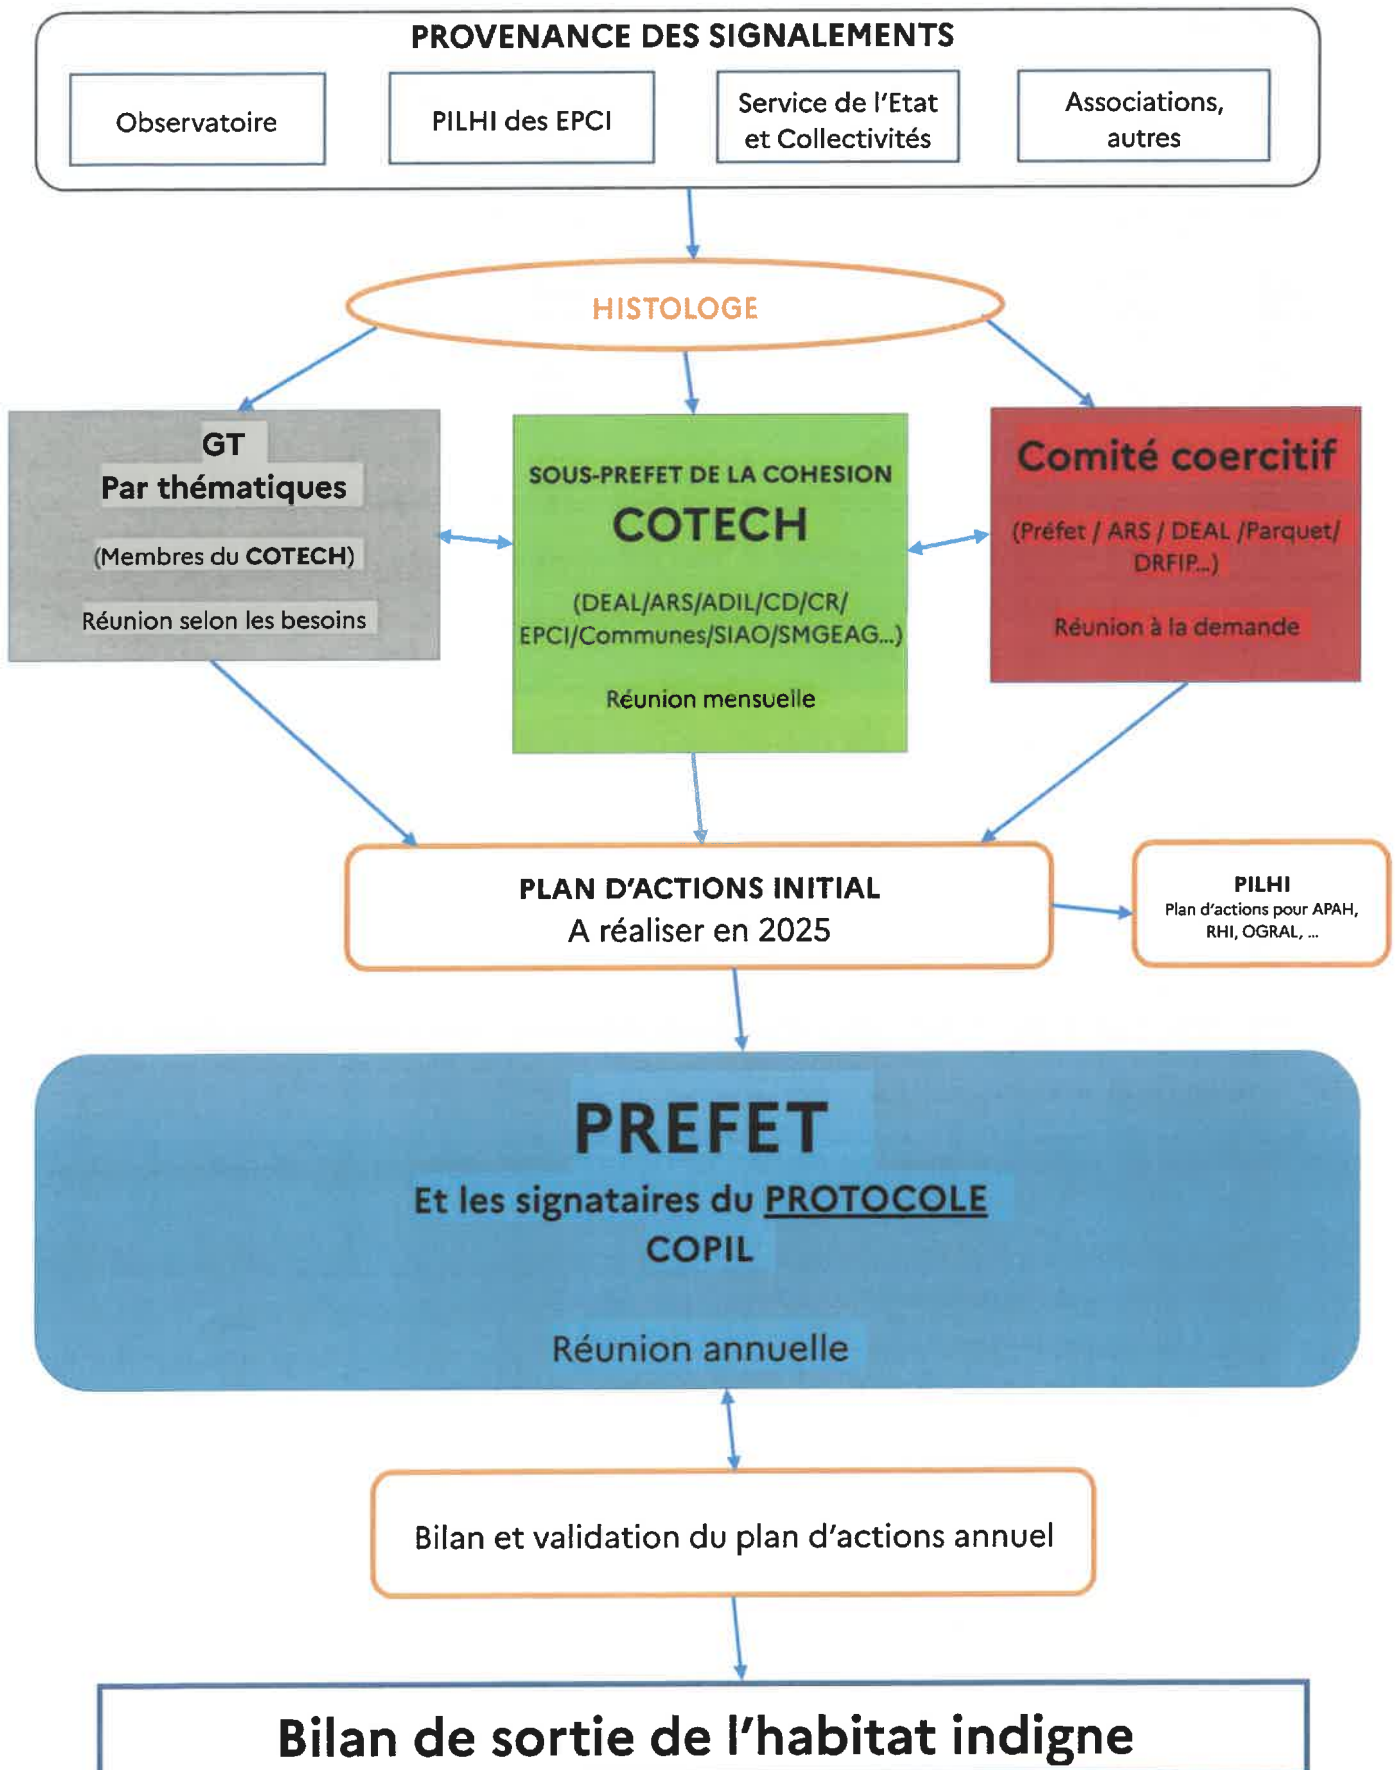 PROVENANCE DES SIGNALEMENTS
Observatoire
PILHI des EPCI
Service de l'Etat
et Collectivités
Associations,
autres
HISTOLOGE
GT
Par thématiques
(Membres du COTECH)
Réunion selon les besoins
SOUS-PREFET DE LA COHESION
COTECH
(DEAL/ARS/ADIL/CD/CR/
EPCI/Communes/SIAO/SMGEAG...)
Réunion mensuelle
Comité coercitif
(Préfet / ARS / DEAL /Parquet/
DRFIP...)
Réunion à la demande
PLAN D'ACTIONS INITIAL
A réaliser en 2025
PILHI
Plan d'actions pour APAH,
RHI, OGRAL, ...
PREFET
Et les signataires du PROTOCOLE
COPIL
Réunion annuelle
Bilan et validation du plan d'actions annuel
Bilan de sortie de l'habitat indigne